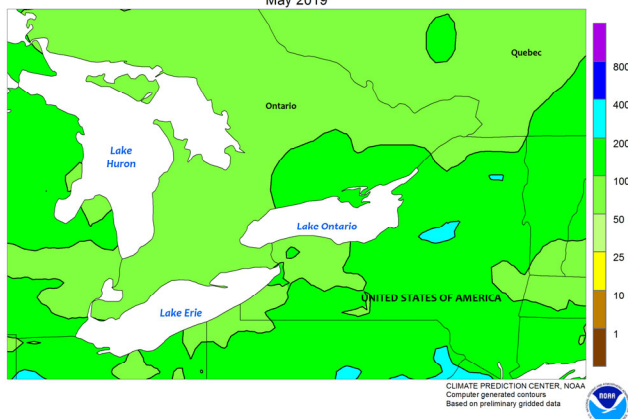 May 2019
Quebec
Ontario
Lake
Huron
Lake Ontario
Lake Erie
UNITED STATES OF AMERICA
800
400
200
100
50
25
10
1
CLIMATE PREDICTION CENTER, NOAA
Computer generated contours
Based on preliminary gridded data
NOAA